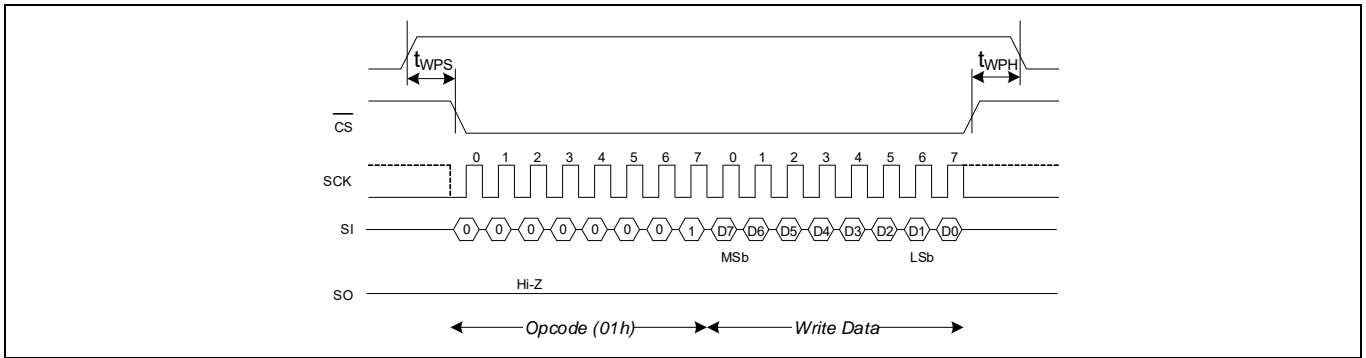 tWPS
tWPH
CS
0 1 2 3 4 5 6 7 0 1 2 3 4 5 6 7
SCK
SI 0 0 0 0 0 0 0 1 D7 D6 D5 D4 D3 D2 D1 D0
MSb LSb
Hi-Z
SO
Opcode (01h) Write Data